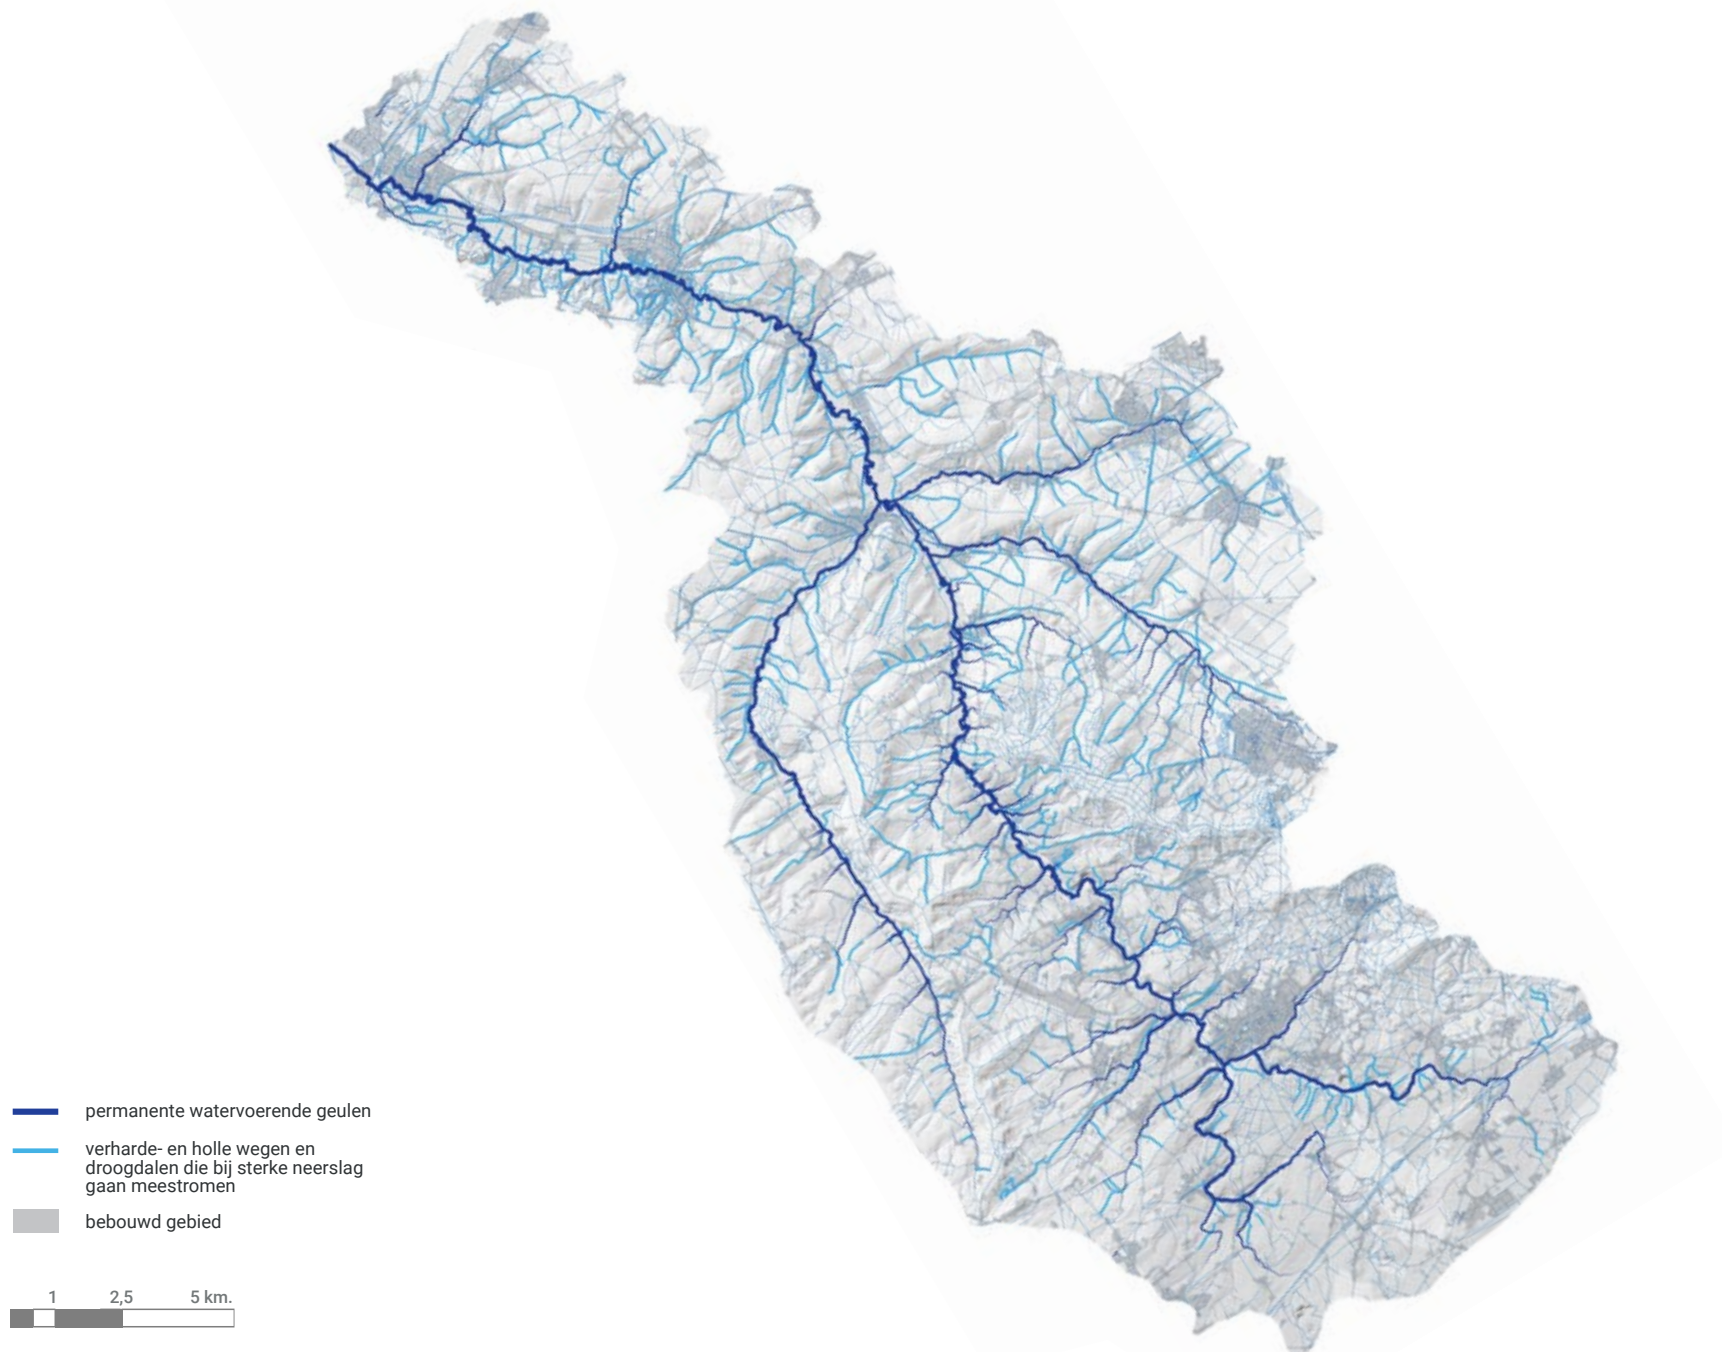 permanente watervoerende geulen
verharde- en holle wegen en
droogdalen die bij sterke neerslag
gaan meestromen
bebouwd gebied
1 2,5 5 km.